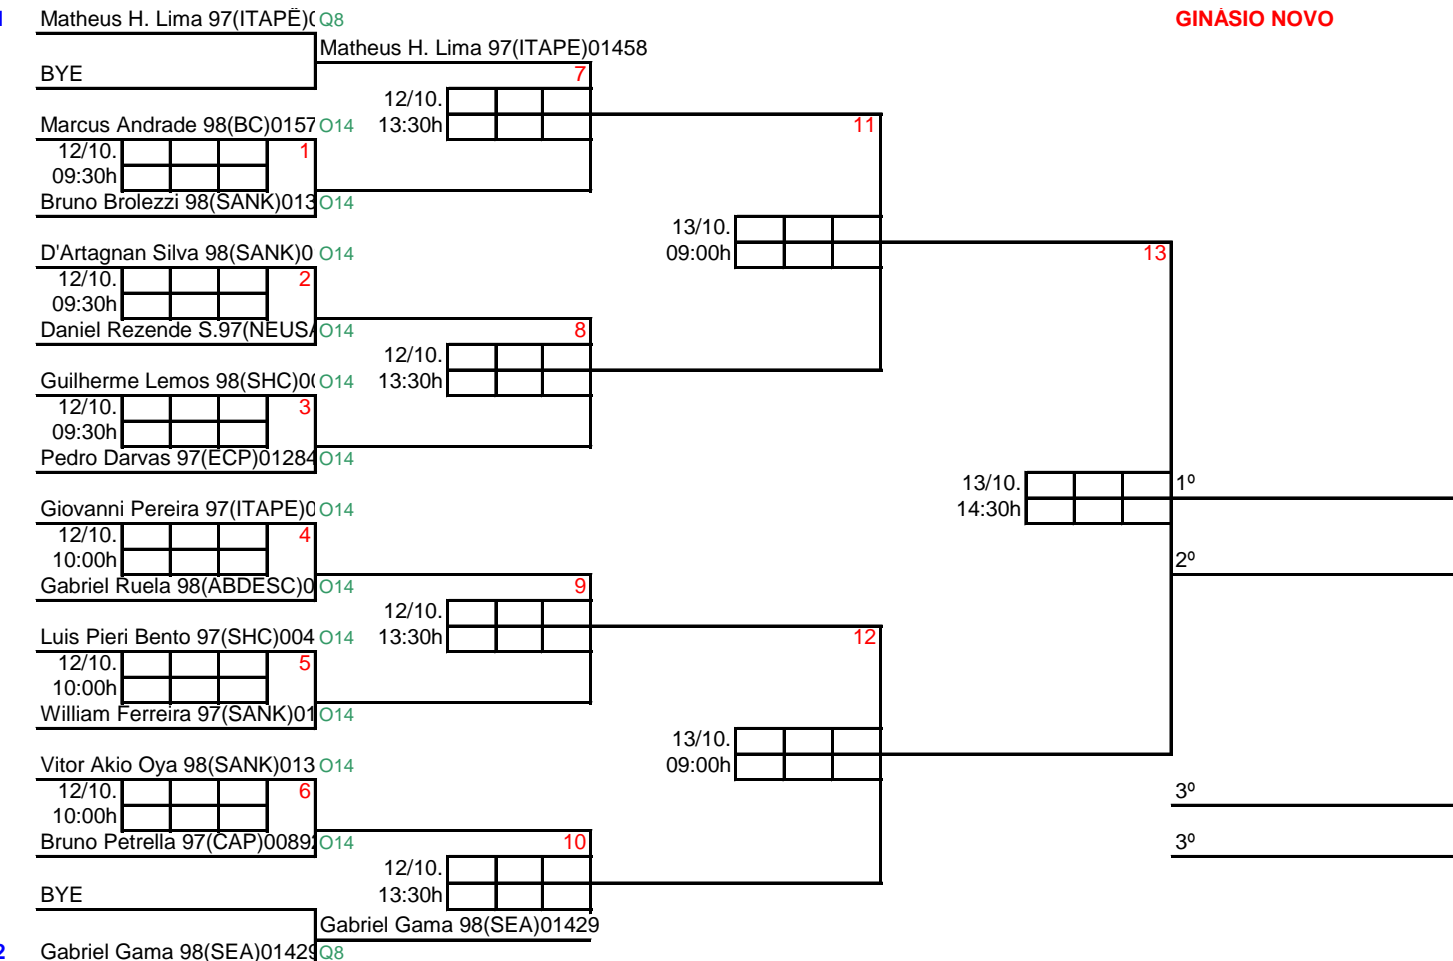 1 Matheus H. Lima 97(ITAPÊ)( Q8
GINÁSIO NOVO
Matheus H. Lima 97(ITAPE)01458
BYE
7
12/10.
13:30h
11
Marcus Andrade 98(BC)0157 O14
12/10.
09:30h
1
Bruno Brolezzi 98(SANK)013 O14
13/10.
09:00h
13
D'Artagnan Silva 98(SANK)0 O14
12/10.
09:30h
2
Daniel Rezende S.97(NEUSA O14
8
12/10.
13:30h
Guilherme Lemos 98(SHC)0( O14
12/10.
09:30h
3
Pedro Darvas 97(ECP)01284 O14
13/10.
14:30h
1º
2º
Giovanni Pereira 97(ITAPE)0 O14
12/10.
10:00h
4
Gabriel Ruela 98(ABDESC)0 O14
9
12/10.
13:30h
12
Luis Pieri Bento 97(SHC)004 O14
12/10.
10:00h
5
William Ferreira 97(SANK)01 O14
13/10.
09:00h
Vitor Akio Oya 98(SANK)013 O14
12/10.
10:00h
6
3º
Bruno Petrella 97(CAP)0089 O14
10
3º
12/10.
13:30h
BYE
Gabriel Gama 98(SEA)01429
2 Gabriel Gama 98(SEA)01429 Q8